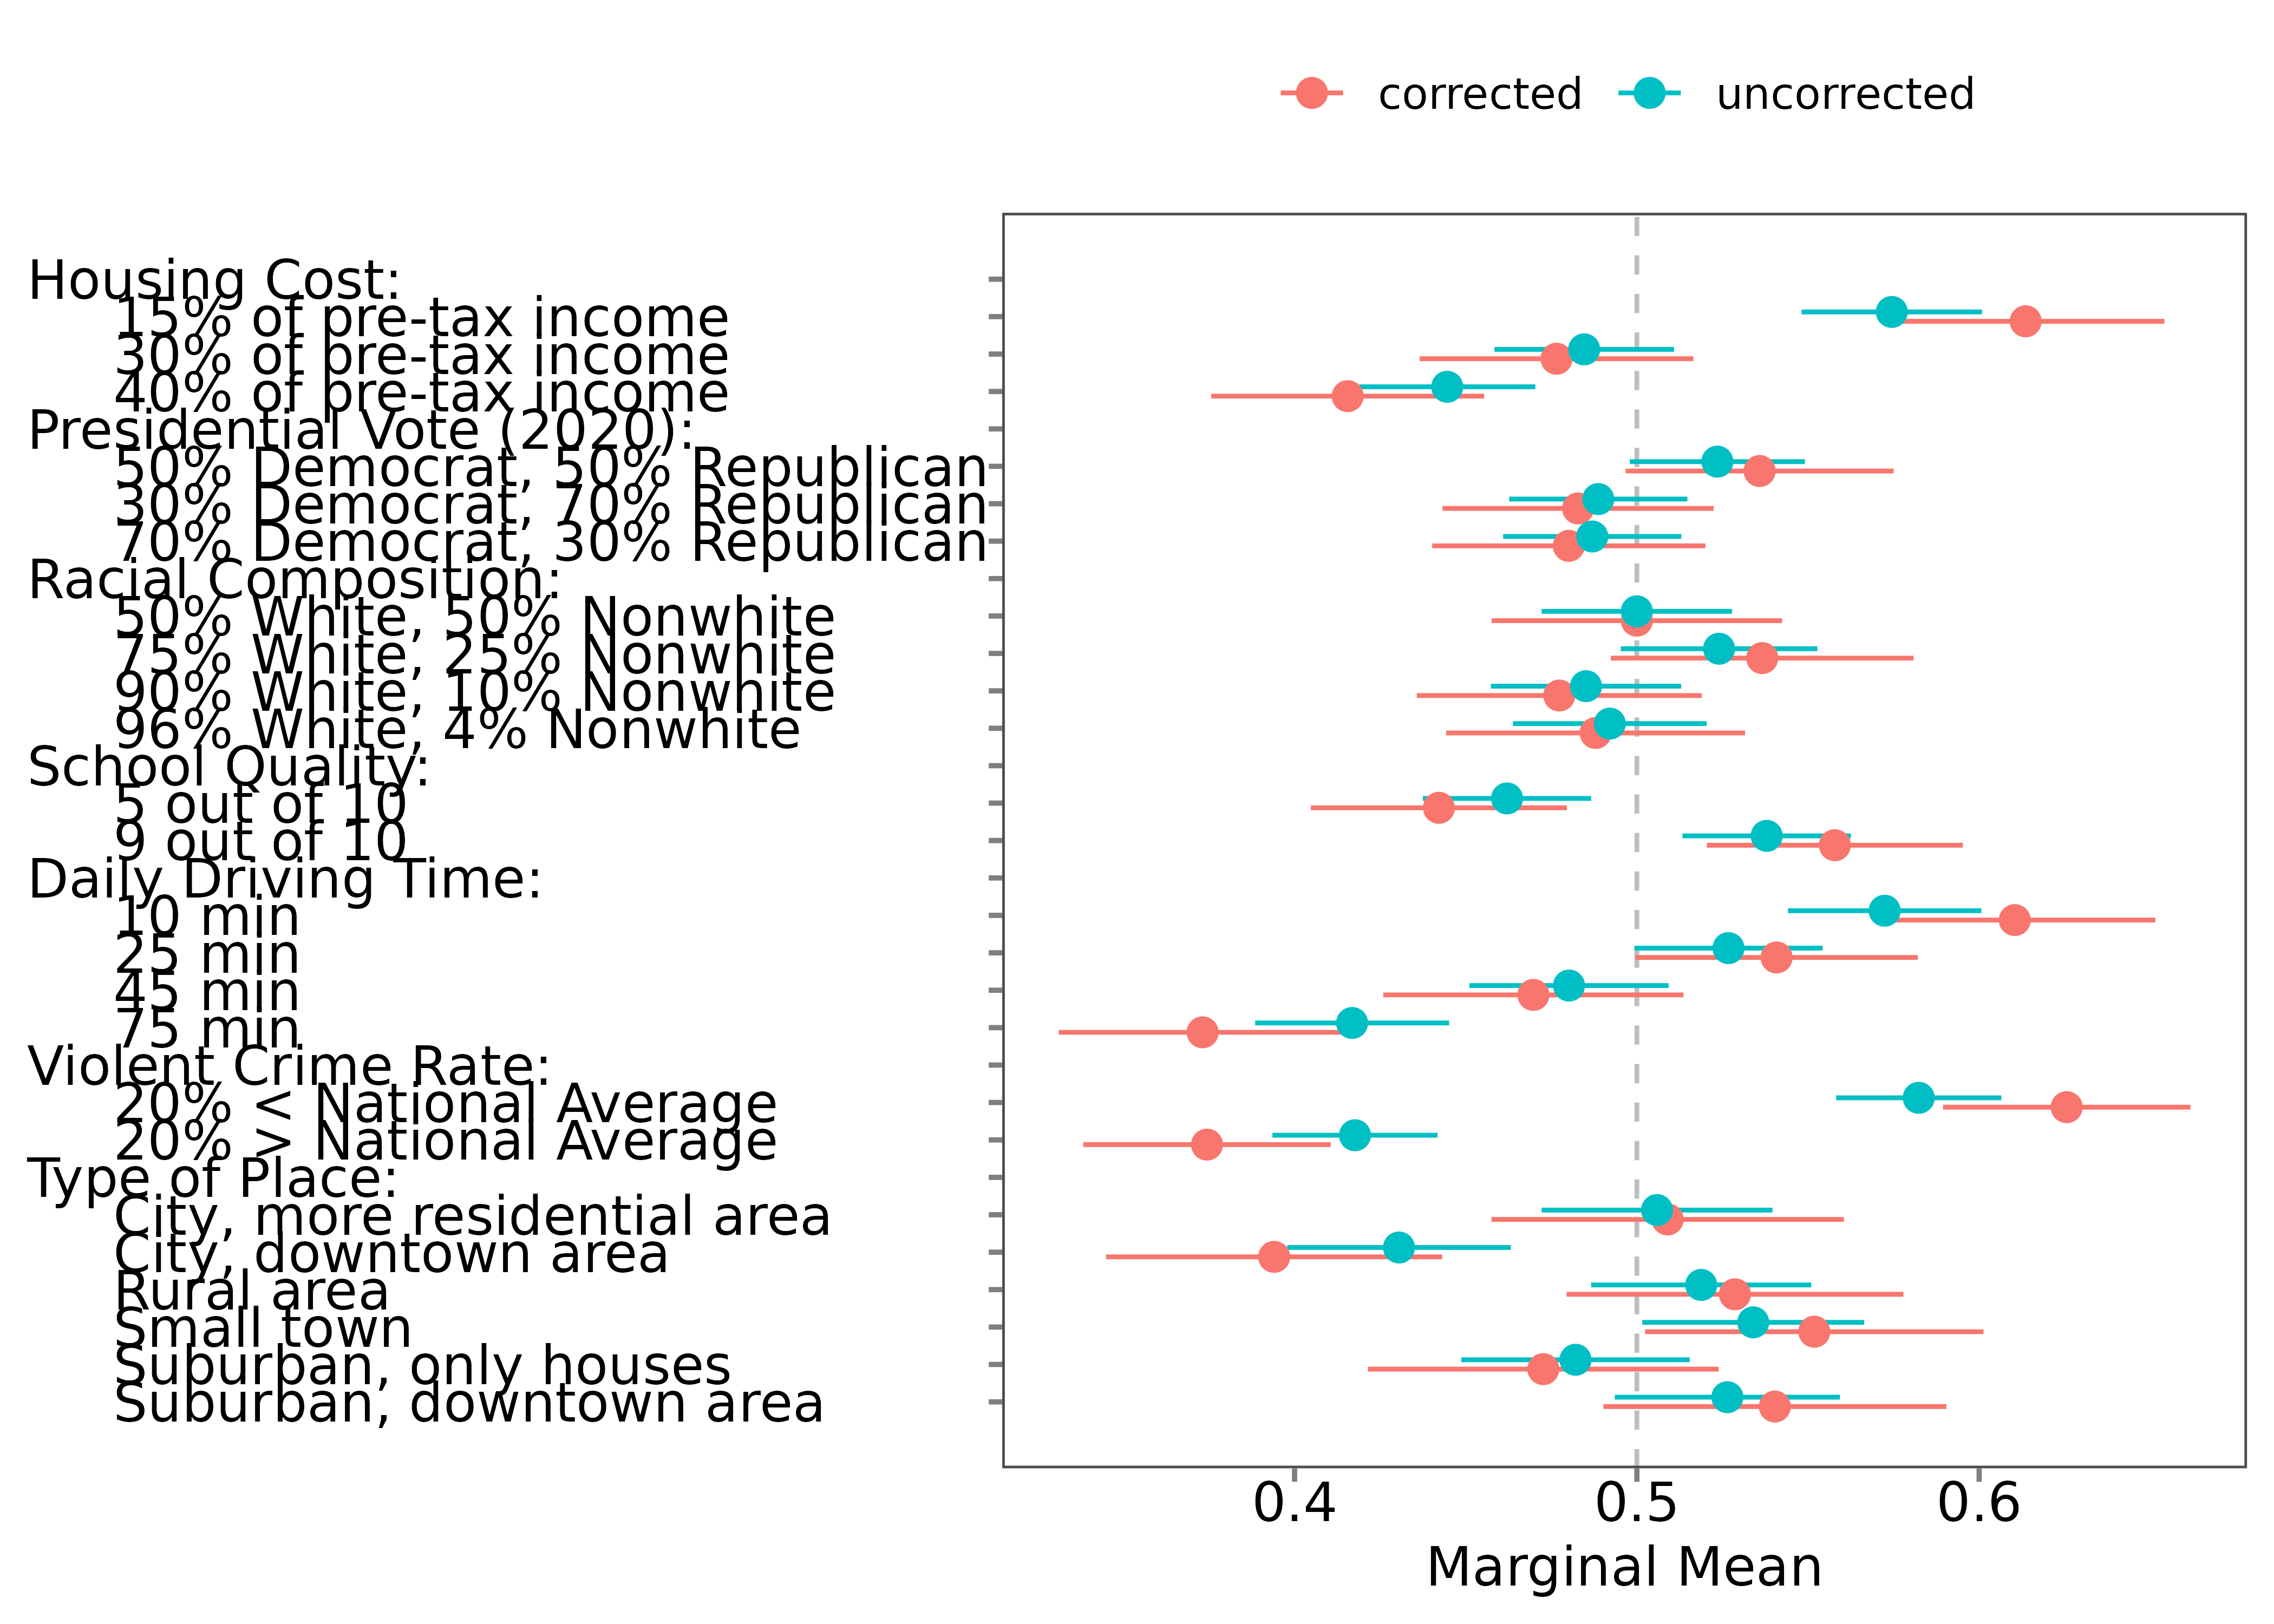 corrected uncorrected
Housing Cost:
15% of pre-tax income
30% of pre-tax income
40% of pre-tax income
Presidential Vote (2020):
50% Democrat, 50% Republican
30% Democrat, 70% Republican
70% Democrat, 30% Republican
Racial Composition:
50% White, 50% Nonwhite
75% White, 25% Nonwhite
90% White, 10% Nonwhite
96% White, 4% Nonwhite
School Quality:
5 out of 10
9 out of 10
Daily Driving Time:
10 min
25 min
45 min
75 min
Violent Crime Rate:
20% < National Average
20% > National Average
Type of Place:
City, more residential area
City, downtown area
Rural area
Small town
Suburban, only houses
Suburban, downtown area
0.4 0.5 0.6
Marginal Mean